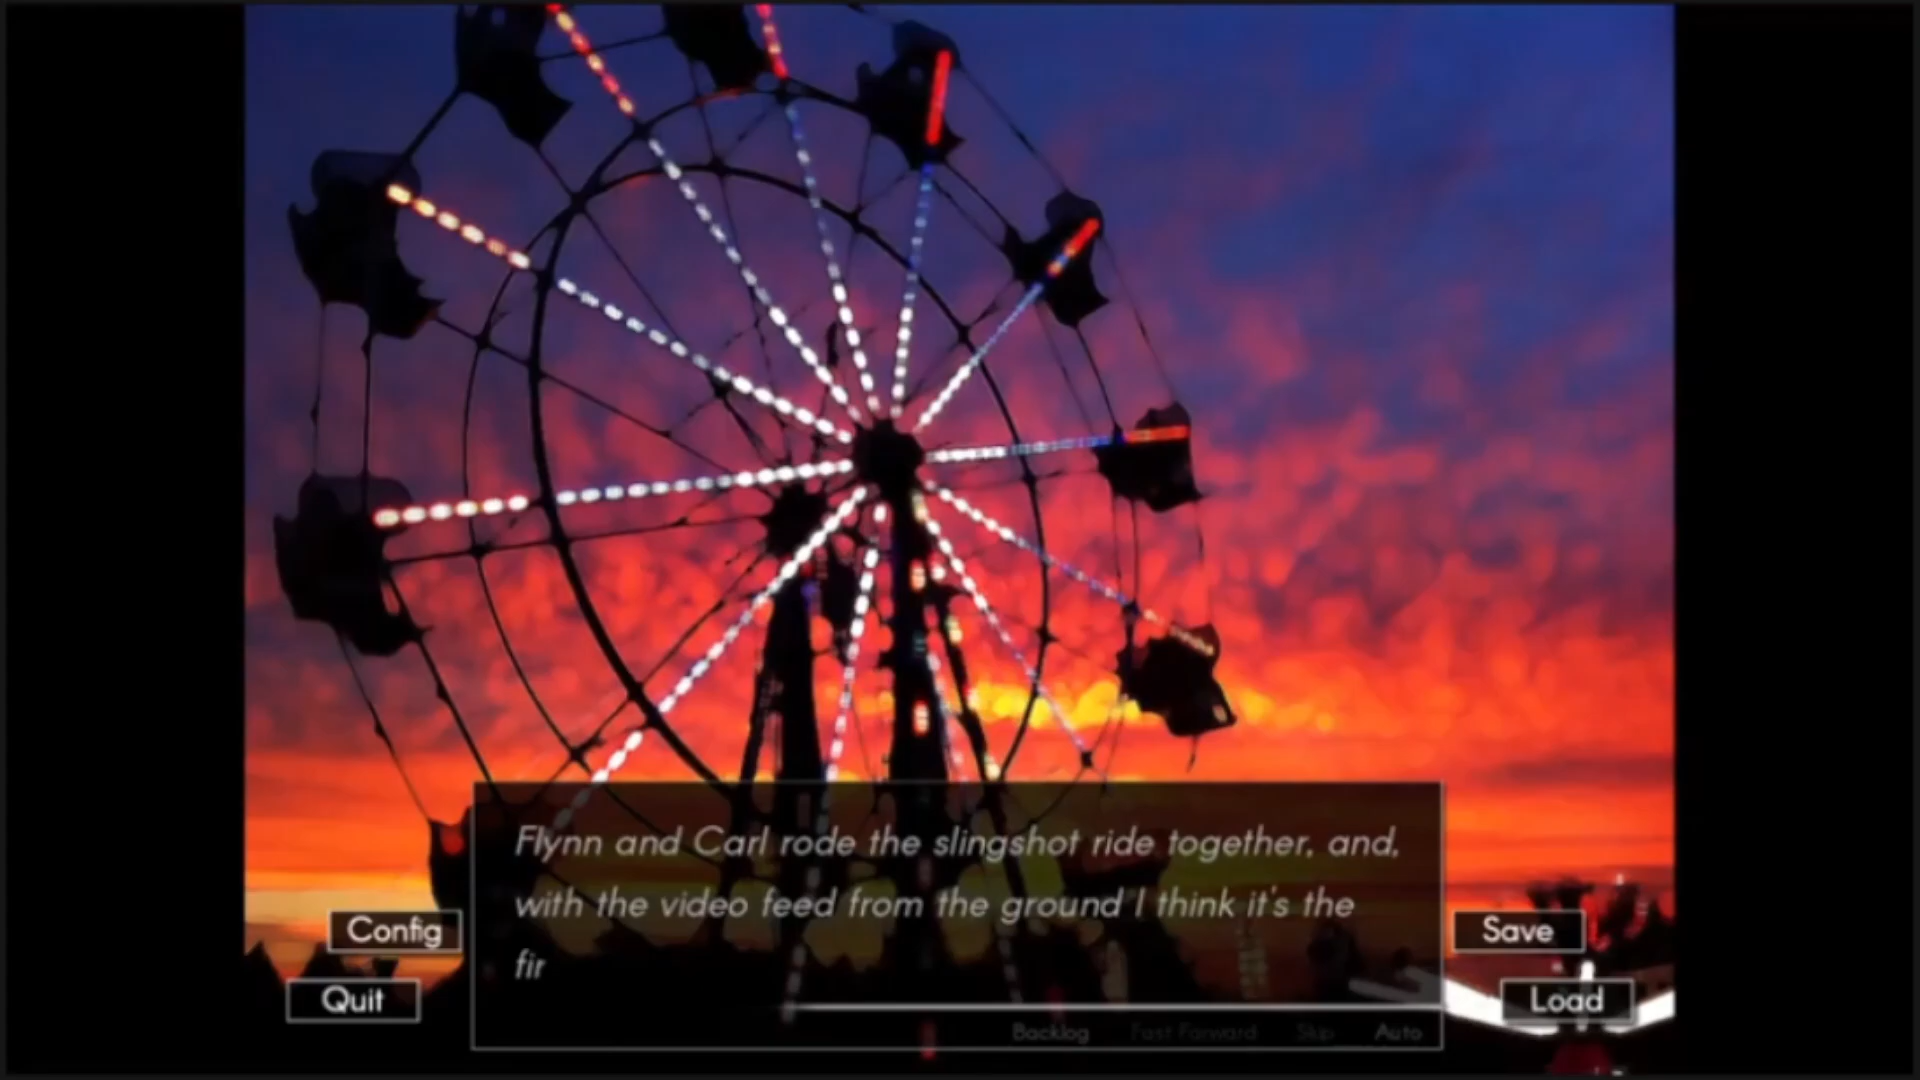 Flynn and Carl rode the slingshot ride together, and,
with the video feed from the ground I think it's the
fir
Config
Save
Quit
Load
Backlog Fast Forward Skip Auto